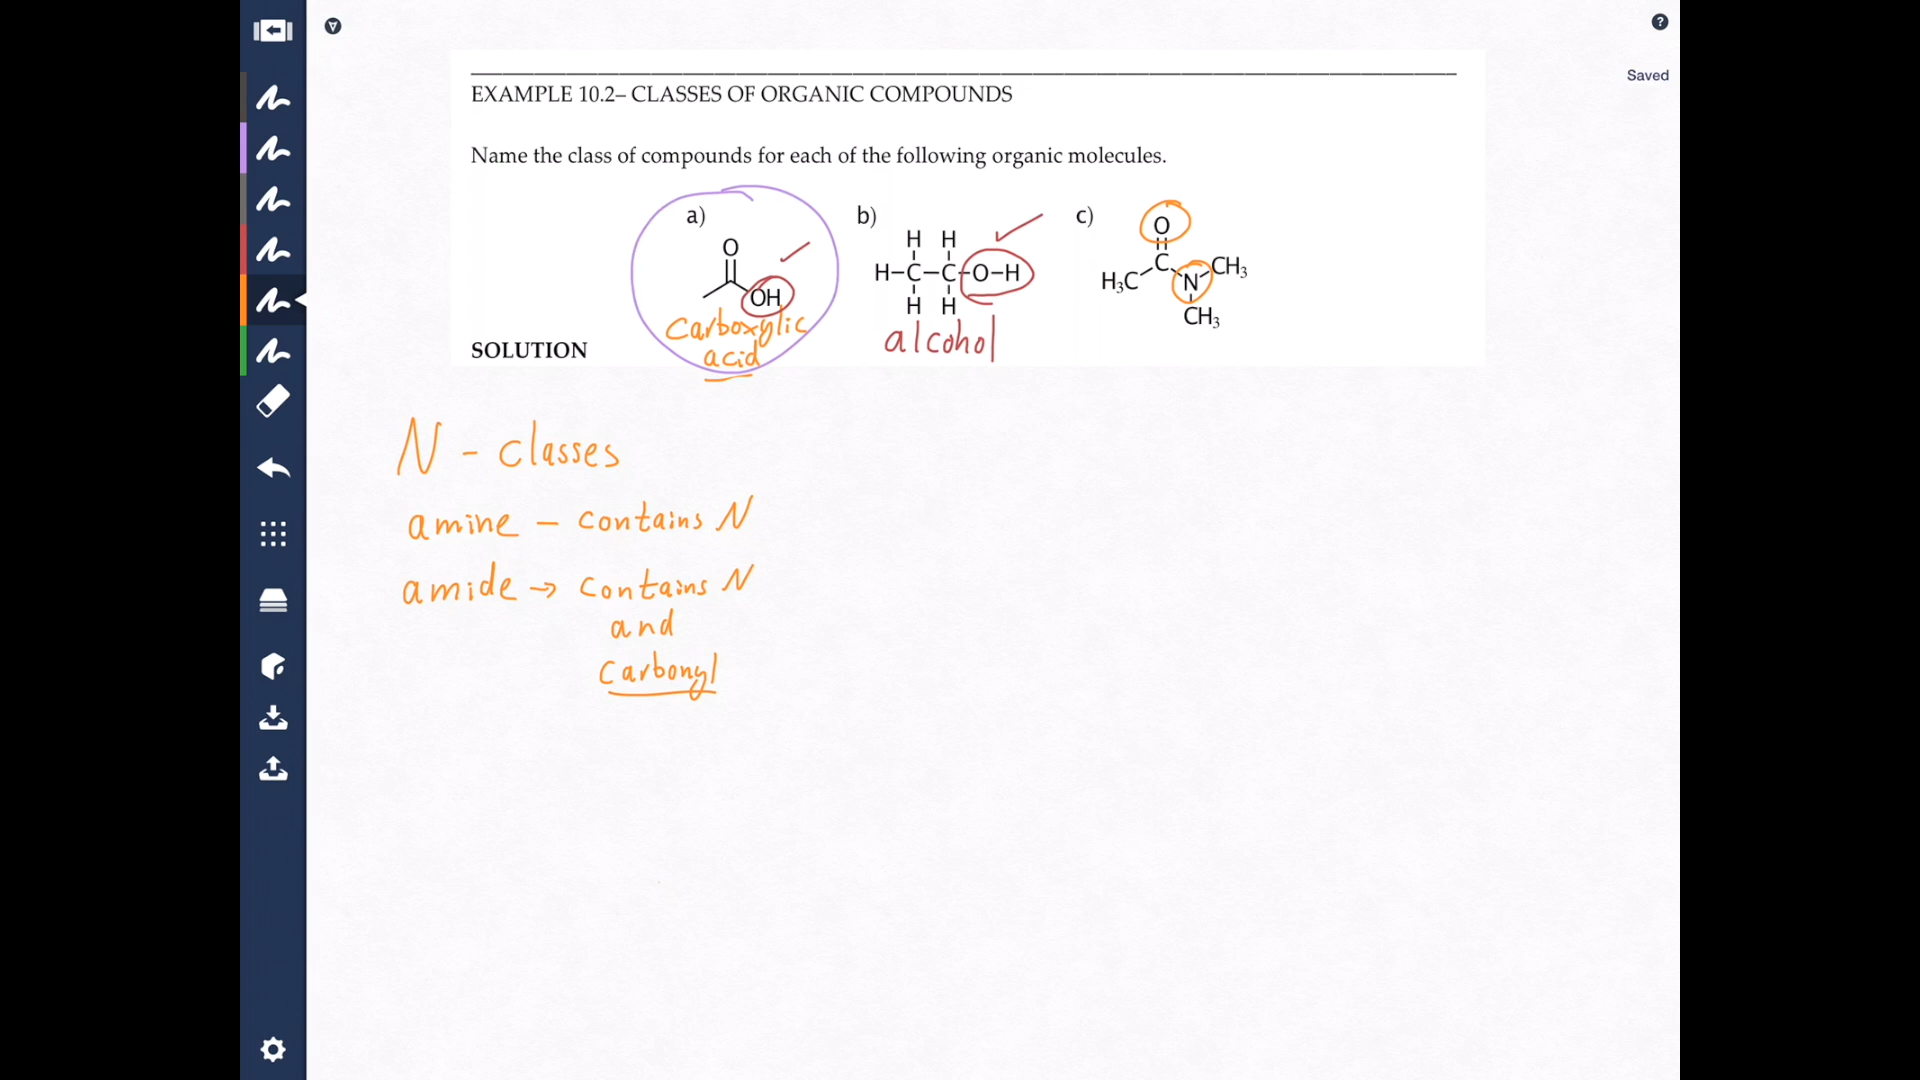 Saved
EXAMPLE 10.2– CLASSES OF ORGANIC COMPOUNDS
Name the class of compounds for each of the following organic molecules.
a)
O
OH
carboxylic
acid
b)
H H
H–C–C–O–H
H H
alcohol
c)
O
C
H₃C N CH₃
CH₃
SOLUTION
N - classes
amine – contains N
amide → contains N
and
carbonyl